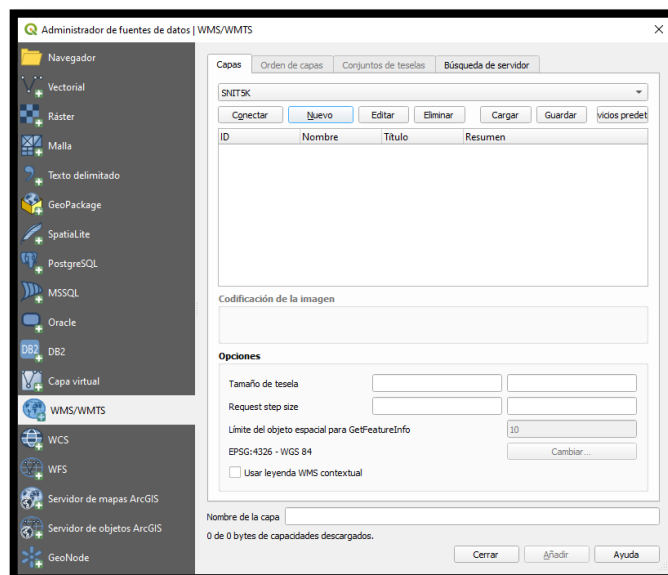 Administrador de fuentes de datos | WMS/WMTS
Navegador
Vectorial
Ráster
Malla
Texto delimitado
GeoPackage
SpatiaLite
PostgreSQL
MSSQL
Oracle
DB2
DB2
Capa virtual
WMS/WMTS
WCS
WFS
Servidor de mapas ArcGIS
Servidor de objetos ArcGIS
GeoNode
Capas Orden de capas Conjuntos de teselas Búsqueda de servidor
SNIT5K
Conectar Nuevo Editar Eliminar Cargar Guardar vicios predet
ID Nombre Título Resumen
Codificación de la imagen
Opciones
Tamaño de tesela
Request step size
Límite del objeto espacial para GetFeatureInfo 10
EPSG:4326 - WGS 84 Cambiar...
Usar leyenda WMS contextual
Nombre de la capa
0 de 0 bytes de capacidades descargados.
Cerrar Añadir Ayuda